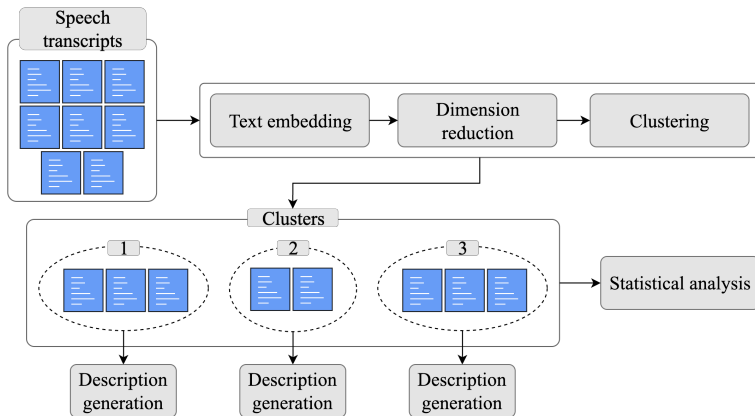 Speech
transcripts
Text embedding
Dimension
reduction
Clustering
Clusters
1
2
3
Statistical analysis
Description
generation
Description
generation
Description
generation